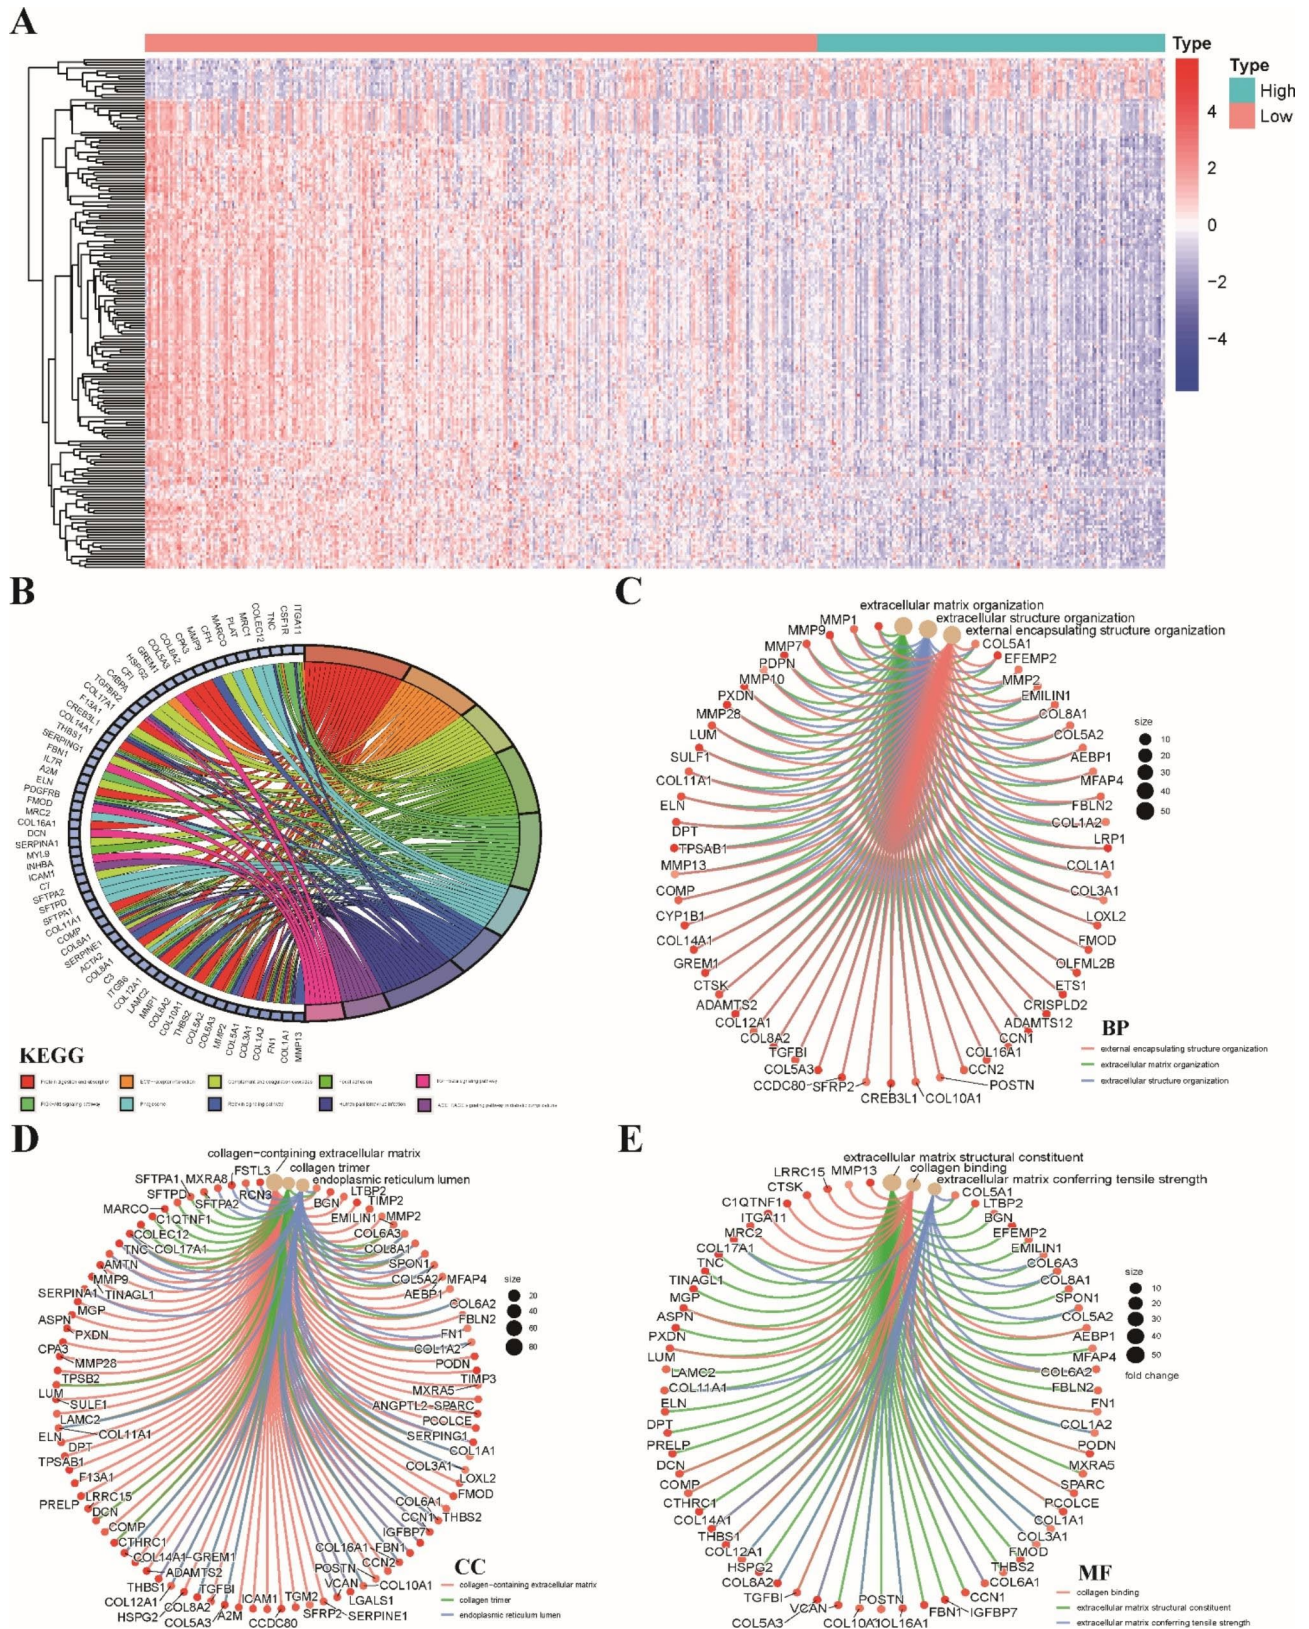 A
Type
4
2
0
−2
−4
Type
High
Low
B
ITGA11
CSF1R
TNC
COLEC12
MRC1
PLAT
MARCO
CFH
MMP9
CPA3
COL6A2
COL5A3
GREM1
HSPG2
CFI
C4BPA
TGFBR2
COL17A1
F13A1
CREB3L1
COL14A1
THBS1
SERPING1
FBN1
IL7R
A2M
ELN
PDGFRB
FMOD
MRC2
COL16A1
DCN
SERPINA1
MYL9
INHBA
ICAM1
C7
SFTPA2
SFTPD
SFTPA1
COL11A1
COMP
SERPINE1
ACTA2
COL8A1
C3
ITGB6
COL12A1
LAMC2
MMP1
COL6A2
COL10A1
THBS2
COL5A2
COL6A3
MMP2
COL5A1
COL3A1
COL1A2
FN1
COL1A1
MMP13
KEGG
Protein digestion and absorption
ECM−receptor interaction
Complement and coagulation cascades
Focal adhesion
Phagosome
C
extracellular matrix organization
extracellular structure organization
external encapsulating structure organization
MMP1
MMP9
MMP7
PDPN
MMP10
PXDN
MMP28
LUM
SULF1
COL11A1
ELN
DPT
TPSAB1
MMP13
COMP
CYP1B1
COL14A1
GREM1
CTSK
ADAMTS2
COL12A1
COL8A2
TGFBI
COL5A3
CCDC80
SFRP2
CREB3L1
COL10A1
POSTN
CCN2
COL16A1
CCN1
ADAMTS12
CRISPLD2
ETS1
OLFML2B
FMOD
LOXL2
COL3A1
COL1A1
LRP1
COL1A2
FBLN2
MFAP4
AEBP1
COL5A2
COL8A1
EMILIN1
MMP2
EFEMP2
COL5A1
size
10
20
30
40
50
BP
external encapsulating structure organization
extracellular matrix organization
extracellular structure organization
D
collagen−containing extracellular matrix
collagen trimer
endoplasmic reticulum lumen
FSTL3
RCN3
MXRA8
SFTPA1
SFTPA2
SFTPD
C1QTNF1
MARCO
COLEC12
COL17A1
TNC
AMTN
MMP9
TINAGL1
SERPINA1
MGP
ASPN
PXDN
CPA3
MMP28
TPSB2
LUM
SULF1
LAMC2
COL11A1
ELN
DPT
TPSAB1
F13A1
LRRC15
PRELP
DCN
COMP
CTHRC1
COL14A1
GREM1
ADAMTS2
THBS1
COL12A1
HSPG2
COL8A2
TGFBI
COL5A3
A2M
ICAM1
CCDC80
TGM2
SFRP2
SERPINE1
LGALS1
VCAN
COL10A1
POSTN
CCN2
COL16A1
FBN1
IGFBP7
CCN1
THBS2
COL6A1
FMOD
LOXL2
COL3A1
COL1A1
SERPING1
PCOLCE
ANGPTL2
SPARC
MXRA5
TIMP3
PODN
COL1A2
FN1
FBLN2
COL6A2
AEBP1
MFAP4
COL5A2
SPON1
COL8A1
COL6A3
MMP2
EMILIN1
TIMP2
LTBP2
BGN
size
20
40
60
80
CC
collagen−containing extracellular matrix
collagen trimer
endoplasmic reticulum lumen
E
extracellular matrix structural constituent
collagen binding
extracellular matrix conferring tensile strength
MMP13
LRRC15
CTSK
C1QTNF1
ITGA11
MRC2
COL17A1
TNC
TINAGL1
MGP
ASPN
PXDN
LUM
LAMC2
COL11A1
ELN
DPT
PRELP
DCN
COMP
CTHRC1
COL14A1
THBS1
COL12A1
HSPG2
COL8A2
TGFBI
COL5A3
VCAN
POSTN
COL10A1
COL16A1
FBN1
IGFBP7
CCN1
COL6A1
THBS2
FMOD
COL3A1
COL1A1
PCOLCE
SPARC
MXRA5
PODN
COL1A2
FN1
FBLN2
COL6A2
MFAP4
AEBP1
COL5A2
SPON1
COL8A1
COL6A3
EMILIN1
EFEMP2
BGN
LTBP2
COL5A1
size
10
20
30
40
50
fold change
MF
collagen binding
extracellular matrix structural constituent
extracellular matrix conferring tensile strength